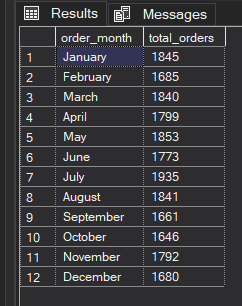 Results Messages
order_month total_orders
1 January 1845
2 February 1685
3 March 1840
4 April 1799
5 May 1853
6 June 1773
7 July 1935
8 August 1841
9 September 1661
10 October 1646
11 November 1792
12 December 1680